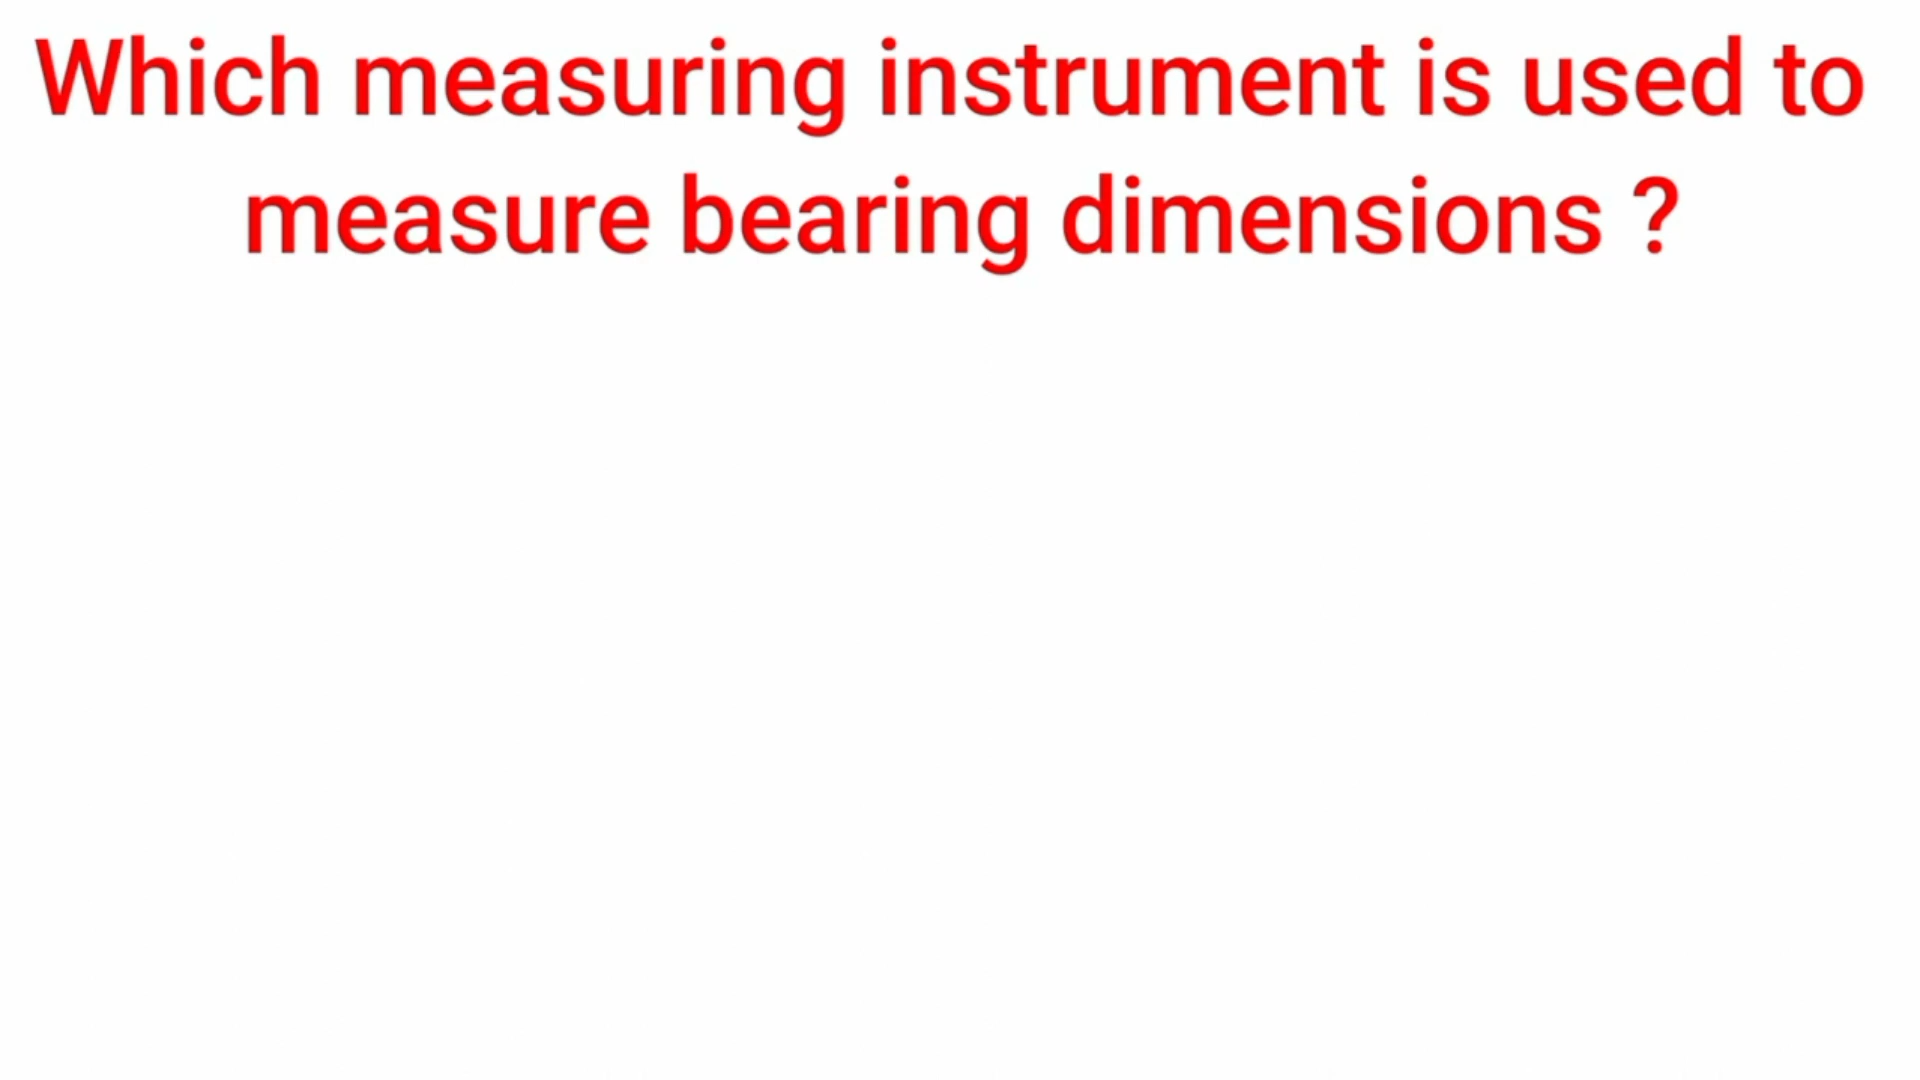 Which measuring instrument is used to
measure bearing dimensions ?